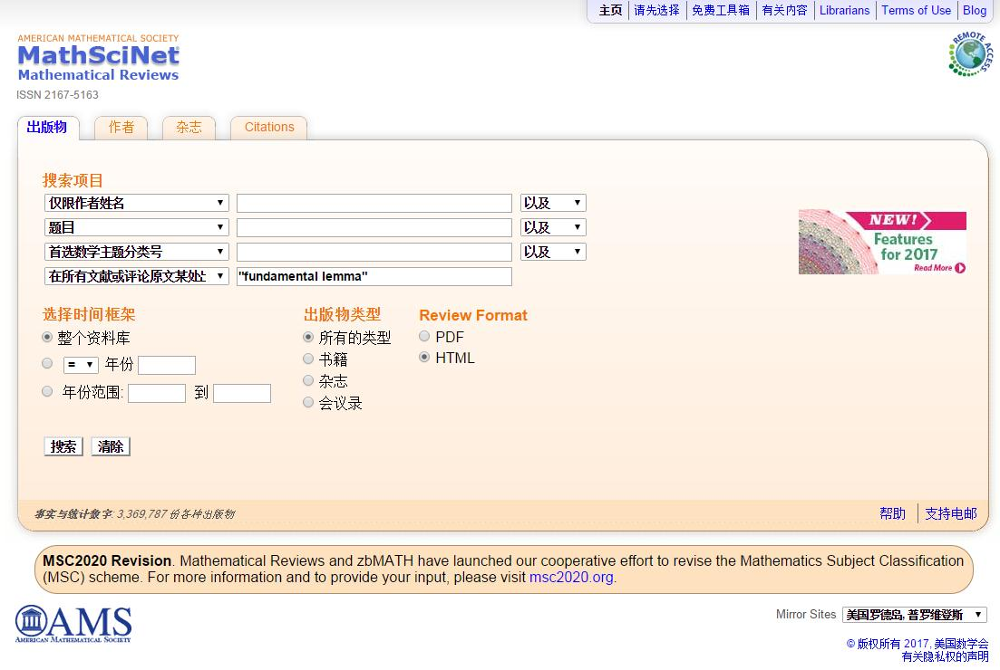 主页 请先选择 免费工具箱 有关内容 Librarians Terms of Use Blog
AMERICAN MATHEMATICAL SOCIETY
MathSciNet
Mathematical Reviews
ISSN 2167-5163
REMOTE ACCESS
出版物 作者 杂志 Citations
搜索项目
仅限作者姓名 以及
题目 以及
首选数学主题分类号 以及
在所有文献或评论原文某处 "fundamental lemma"
NEW!
Features
for 2017
Read More
选择时间框架 出版物类型 Review Format
整个资料库 所有的类型 PDF
= 年份 书籍 HTML
年份范围: 到 杂志
会议录
搜索 清除
事实与统计数字: 3,369,787 份各种出版物 帮助 支持电邮
MSC2020 Revision. Mathematical Reviews and zbMATH have launched our cooperative effort to revise the Mathematics Subject Classification
(MSC) scheme. For more information and to provide your input, please visit msc2020.org.
AMS
AMERICAN MATHEMATICAL SOCIETY
Mirror Sites 美国罗德岛, 普罗维登斯
© 版权所有 2017, 美国数学会
有关隐私权的声明